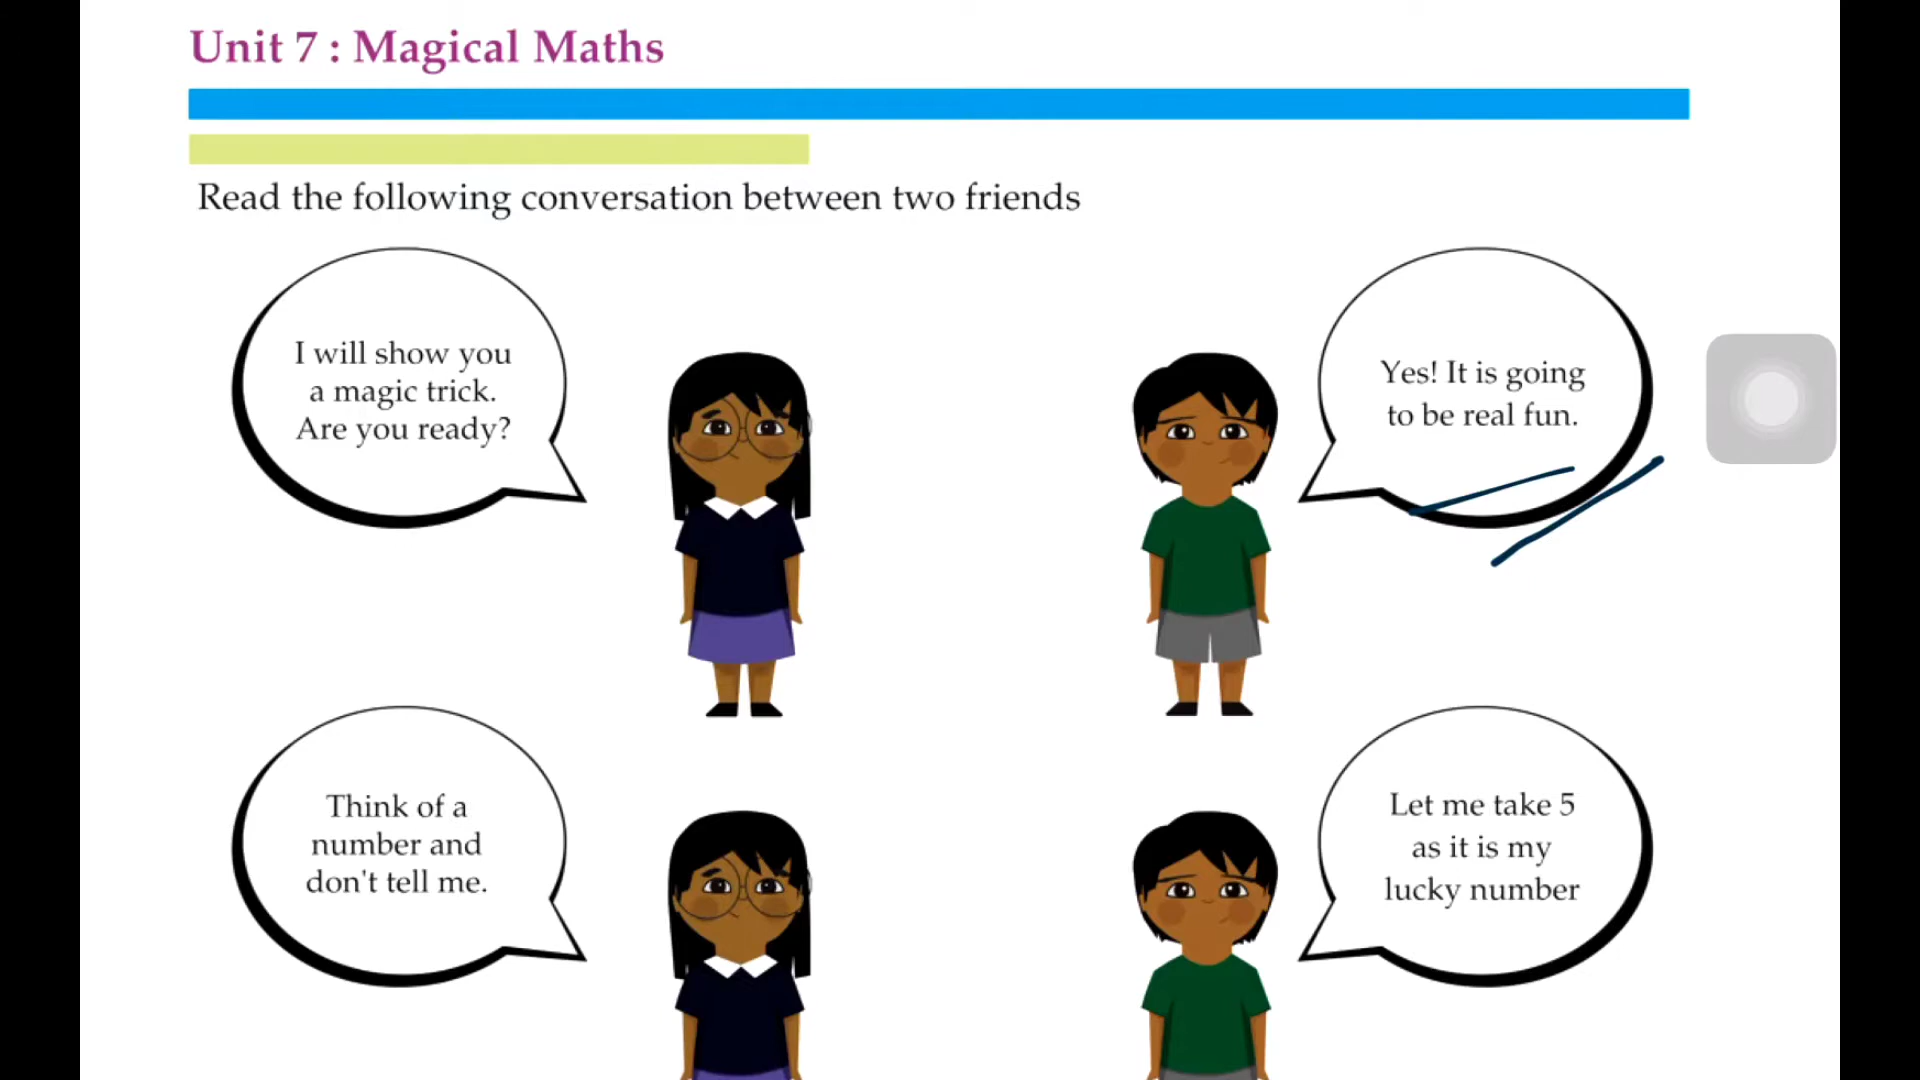 Unit 7 : Magical Maths
Read the following conversation between two friends
I will show you
a magic trick.
Are you ready?
Yes! It is going
to be real fun.
Think of a
number and
don't tell me.
Let me take 5
as it is my
lucky number